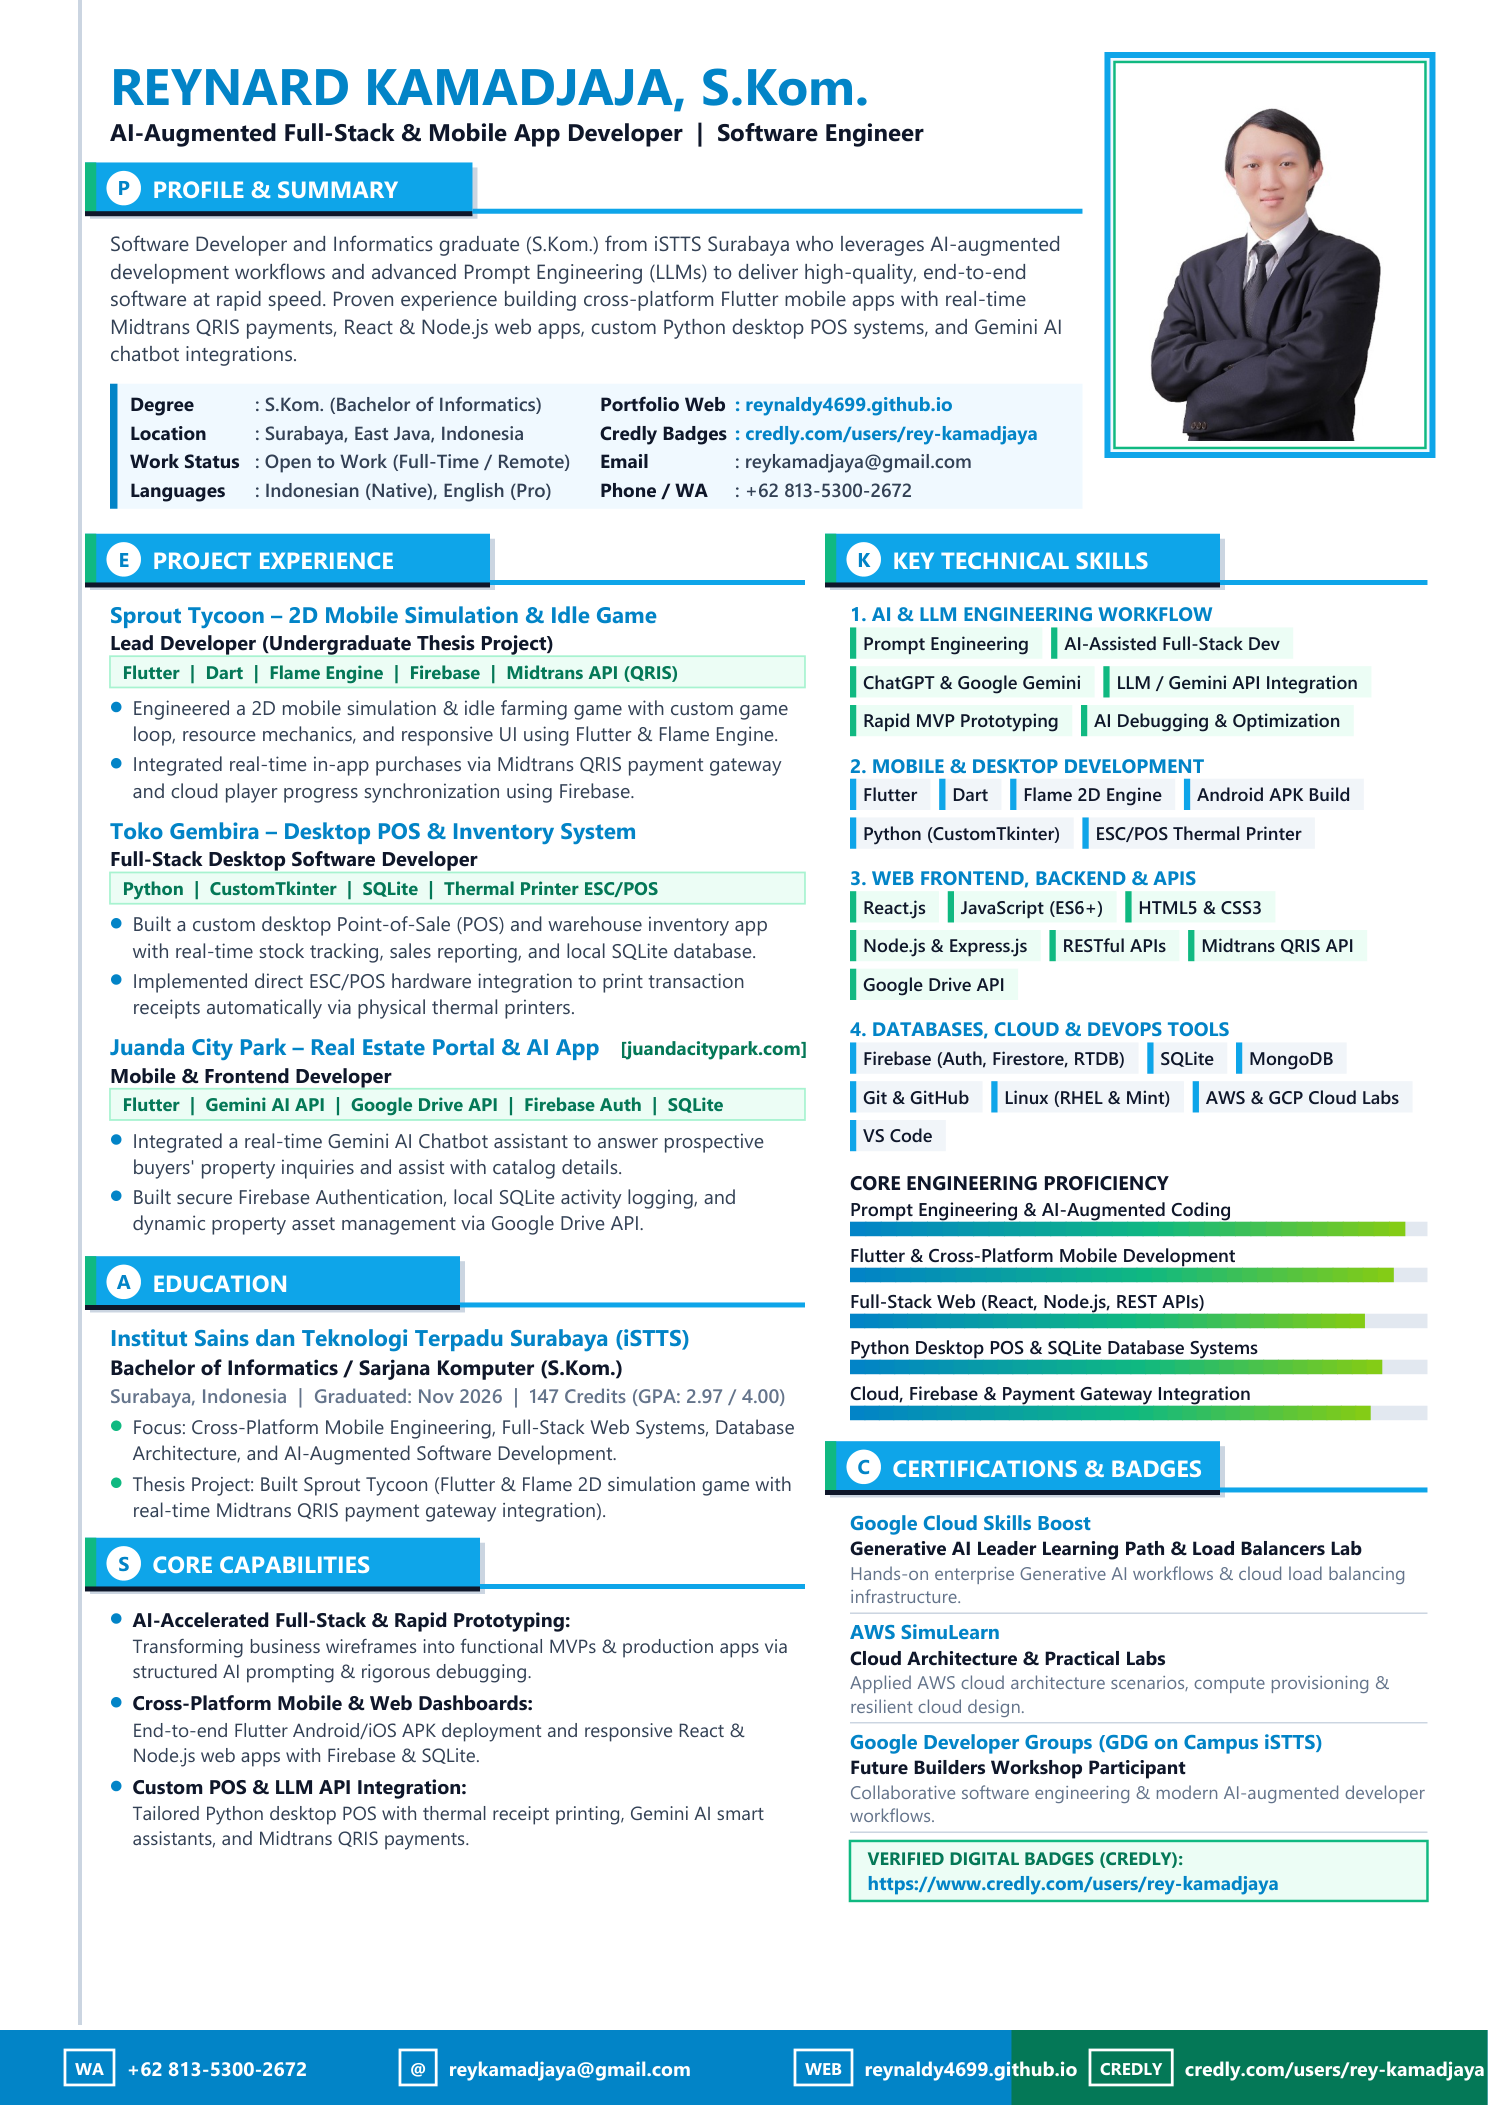 REYNARD KAMADJAJA, S.Kom.
AI-Augmented Full-Stack & Mobile App Developer | Software Engineer
P PROFILE & SUMMARY
Software Developer and Informatics graduate (S.Kom.) from iSTTS Surabaya who leverages AI-augmented
development workflows and advanced Prompt Engineering (LLMs) to deliver high-quality, end-to-end
software at rapid speed. Proven experience building cross-platform Flutter mobile apps with real-time
Midtrans QRIS payments, React & Node.js web apps, custom Python desktop POS systems, and Gemini AI
chatbot integrations.
Degree : S.Kom. (Bachelor of Informatics)
Location : Surabaya, East Java, Indonesia
Work Status : Open to Work (Full-Time / Remote)
Languages : Indonesian (Native), English (Pro)
Portfolio Web : reynaldy4699.github.io
Credly Badges : credly.com/users/rey-kamadjaya
Email : reykamadjaya@gmail.com
Phone / WA : +62 813-5300-2672
E PROJECT EXPERIENCE
Sprout Tycoon – 2D Mobile Simulation & Idle Game
Lead Developer (Undergraduate Thesis Project)
Flutter | Dart | Flame Engine | Firebase | Midtrans API (QRIS)
● Engineered a 2D mobile simulation & idle farming game with custom game
loop, resource mechanics, and responsive UI using Flutter & Flame Engine.
● Integrated real-time in-app purchases via Midtrans QRIS payment gateway
and cloud player progress synchronization using Firebase.
Toko Gembira – Desktop POS & Inventory System
Full-Stack Desktop Software Developer
Python | CustomTkinter | SQLite | Thermal Printer ESC/POS
● Built a custom desktop Point-of-Sale (POS) and warehouse inventory app
with real-time stock tracking, sales reporting, and local SQLite database.
● Implemented direct ESC/POS hardware integration to print transaction
receipts automatically via physical thermal printers.
Juanda City Park – Real Estate Portal & AI App [juandacitypark.com]
Mobile & Frontend Developer
Flutter | Gemini AI API | Google Drive API | Firebase Auth | SQLite
● Integrated a real-time Gemini AI Chatbot assistant to answer prospective
buyers' property inquiries and assist with catalog details.
● Built secure Firebase Authentication, local SQLite activity logging, and
dynamic property asset management via Google Drive API.
A EDUCATION
Institut Sains dan Teknologi Terpadu Surabaya (iSTTS)
Bachelor of Informatics / Sarjana Komputer (S.Kom.)
Surabaya, Indonesia | Graduated: Nov 2026 | 147 Credits (GPA: 2.97 / 4.00)
● Focus: Cross-Platform Mobile Engineering, Full-Stack Web Systems, Database
Architecture, and AI-Augmented Software Development.
● Thesis Project: Built Sprout Tycoon (Flutter & Flame 2D simulation game with
real-time Midtrans QRIS payment gateway integration).
S CORE CAPABILITIES
● AI-Accelerated Full-Stack & Rapid Prototyping:
Transforming business wireframes into functional MVPs & production apps via
structured AI prompting & rigorous debugging.
● Cross-Platform Mobile & Web Dashboards:
End-to-end Flutter Android/iOS APK deployment and responsive React &
Node.js web apps with Firebase & SQLite.
● Custom POS & LLM API Integration:
Tailored Python desktop POS with thermal receipt printing, Gemini AI smart
assistants, and Midtrans QRIS payments.
K KEY TECHNICAL SKILLS
1. AI & LLM ENGINEERING WORKFLOW
Prompt Engineering AI-Assisted Full-Stack Dev
ChatGPT & Google Gemini LLM / Gemini API Integration
Rapid MVP Prototyping AI Debugging & Optimization
2. MOBILE & DESKTOP DEVELOPMENT
Flutter Dart Flame 2D Engine Android APK Build
Python (CustomTkinter) ESC/POS Thermal Printer
3. WEB FRONTEND, BACKEND & APIS
React.js JavaScript (ES6+) HTML5 & CSS3
Node.js & Express.js RESTful APIs Midtrans QRIS API
Google Drive API
4. DATABASES, CLOUD & DEVOPS TOOLS
Firebase (Auth, Firestore, RTDB) SQLite MongoDB
Git & GitHub Linux (RHEL & Mint) AWS & GCP Cloud Labs
VS Code
CORE ENGINEERING PROFICIENCY
Prompt Engineering & AI-Augmented Coding
Flutter & Cross-Platform Mobile Development
Full-Stack Web (React, Node.js, REST APIs)
Python Desktop POS & SQLite Database Systems
Cloud, Firebase & Payment Gateway Integration
C CERTIFICATIONS & BADGES
Google Cloud Skills Boost
Generative AI Leader Learning Path & Load Balancers Lab
Hands-on enterprise Generative AI workflows & cloud load balancing
infrastructure.
AWS SimuLearn
Cloud Architecture & Practical Labs
Applied AWS cloud architecture scenarios, compute provisioning &
resilient cloud design.
Google Developer Groups (GDG on Campus iSTTS)
Future Builders Workshop Participant
Collaborative software engineering & modern AI-augmented developer
workflows.
VERIFIED DIGITAL BADGES (CREDLY):
https://www.credly.com/users/rey-kamadjaya
WA +62 813-5300-2672 @ reykamadjaya@gmail.com WEB reynaldy4699.github.io CREDLY credly.com/users/rey-kamadjaya